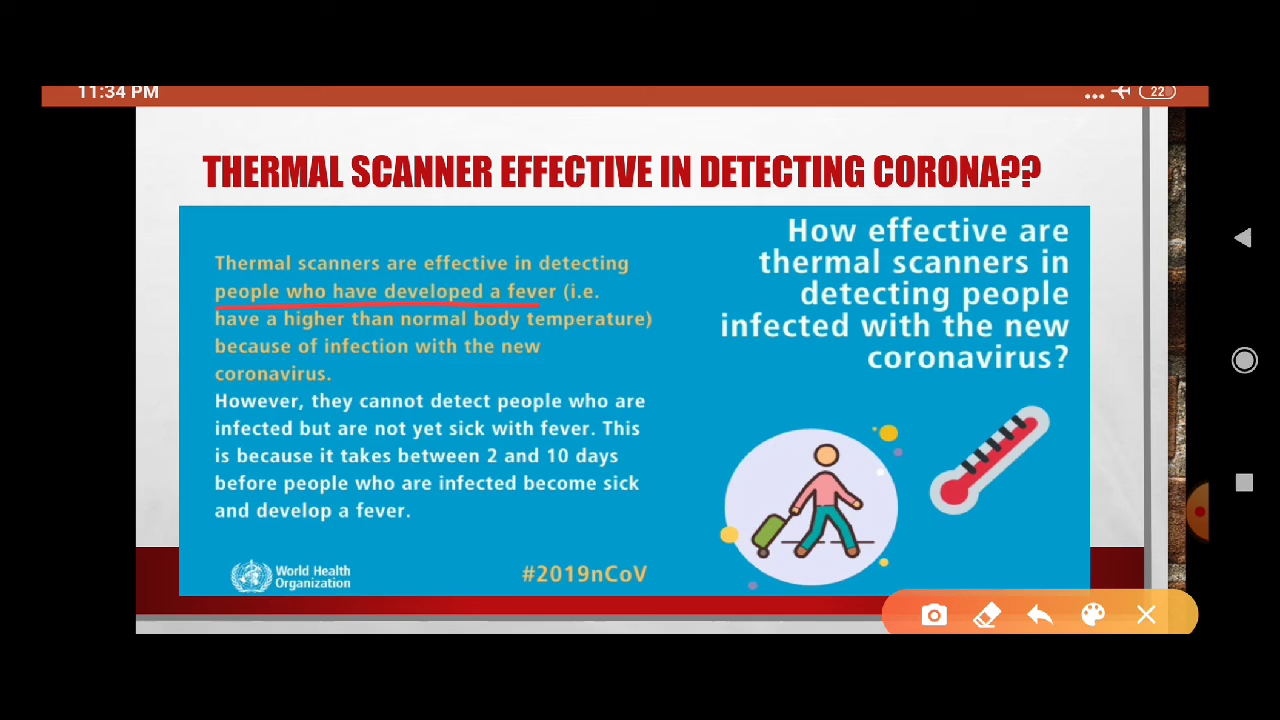 11:34 PM
22
THERMAL SCANNER EFFECTIVE IN DETECTING CORONA??
Thermal scanners are effective in detecting
people who have developed a fever (i.e.
have a higher than normal body temperature)
because of infection with the new
coronavirus.
However, they cannot detect people who are
infected but are not yet sick with fever. This
is because it takes between 2 and 10 days
before people who are infected become sick
and develop a fever.
How effective are
thermal scanners in
detecting people
infected with the new
coronavirus?
World Health
Organization
#2019nCoV